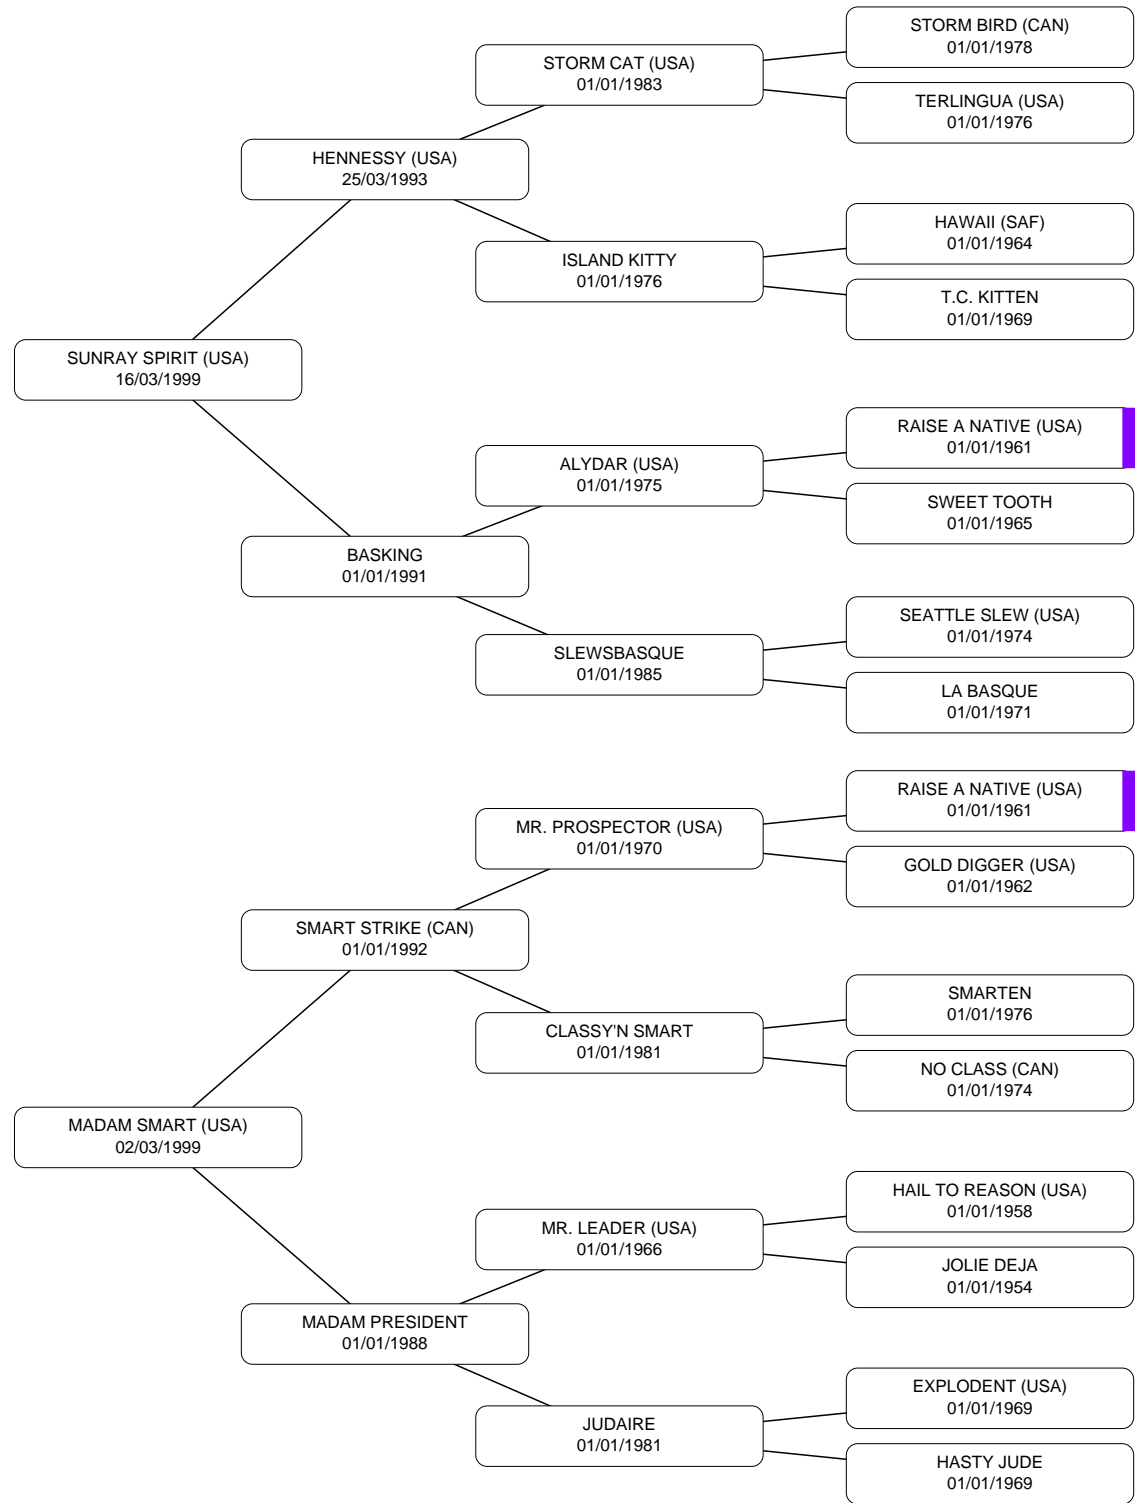 STORM BIRD (CAN)
01/01/1978
STORM CAT (USA)
01/01/1983
TERLINGUA (USA)
01/01/1976
HENNESSY (USA)
25/03/1993
HAWAII (SAF)
01/01/1964
ISLAND KITTY
01/01/1976
T.C. KITTEN
01/01/1969
SUNRAY SPIRIT (USA)
16/03/1999
RAISE A NATIVE (USA)
01/01/1961
ALYDAR (USA)
01/01/1975
SWEET TOOTH
01/01/1965
BASKING
01/01/1991
SEATTLE SLEW (USA)
01/01/1974
SLEWSBASQUE
01/01/1985
LA BASQUE
01/01/1971
RAISE A NATIVE (USA)
01/01/1961
MR. PROSPECTOR (USA)
01/01/1970
GOLD DIGGER (USA)
01/01/1962
SMART STRIKE (CAN)
01/01/1992
SMARTEN
01/01/1976
CLASSY'N SMART
01/01/1981
NO CLASS (CAN)
01/01/1974
MADAM SMART (USA)
02/03/1999
HAIL TO REASON (USA)
01/01/1958
MR. LEADER (USA)
01/01/1966
JOLIE DEJA
01/01/1954
MADAM PRESIDENT
01/01/1988
EXPLODENT (USA)
01/01/1969
JUDAIRE
01/01/1981
HASTY JUDE
01/01/1969